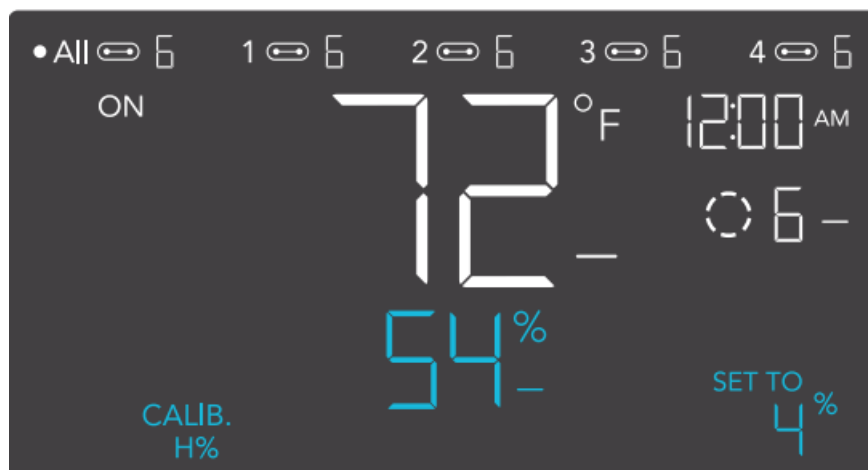 • All 6 1 6 2 6 3 6 4 6
ON 72 °F 12:00 AM
6 –
–
54 %
–
SET TO
4 %
CALIB.
H%